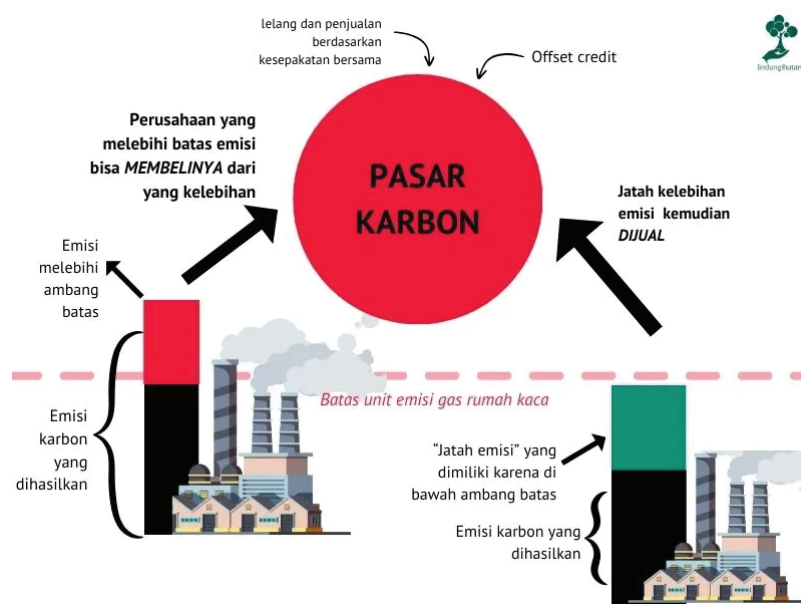 lelang dan penjualan
berdasarkan
kesepakatan bersama
Offset credit
lindungihutan
Perusahaan yang
melebihi batas emisi
bisa MEMBELINYA dari
yang kelebihan
PASAR
KARBON
Jatah kelebihan
emisi kemudian
DIJUAL
Emisi
melebihi
ambang
batas
Batas unit emisi gas rumah kaca
Emisi
karbon
yang
dihasilkan
“Jatah emisi” yang
dimiliki karena di
bawah ambang batas
Emisi karbon yang
dihasilkan